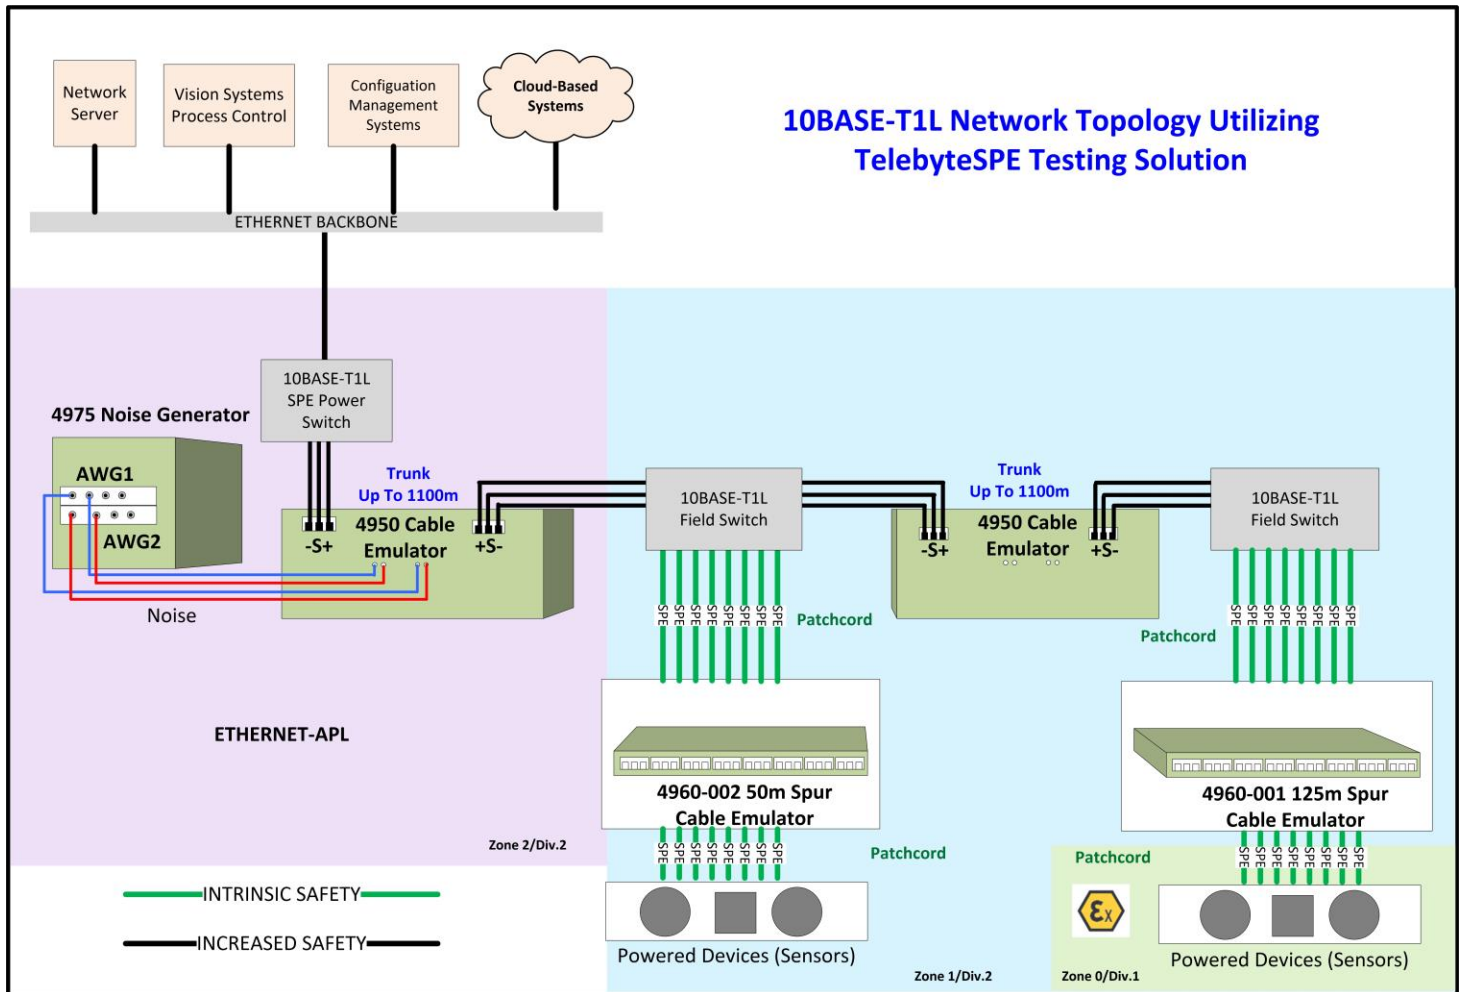 Network
Server
Vision Systems
Process Control
Configuation
Management
Systems
Cloud-Based
Systems
10BASE-T1L Network Topology Utilizing
TelebyteSPE Testing Solution
ETHERNET BACKBONE
10BASE-T1L
SPE Power
Switch
4975 Noise Generator
AWG1
AWG2
Noise
Trunk
Up To 1100m
4950 Cable
Emulator
-S+
+S-
10BASE-T1L
Field Switch
Trunk
Up To 1100m
4950 Cable
Emulator
-S+
+S-
10BASE-T1L
Field Switch
SPE SPE SPE SPE SPE SPE SPE SPE
Patchcord
SPE SPE SPE SPE SPE SPE SPE SPE
Patchcord
ETHERNET-APL
4960-002 50m Spur
Cable Emulator
4960-001 125m Spur
Cable Emulator
Zone 2/Div.2
SPE SPE SPE SPE SPE SPE SPE SPE
Patchcord
Patchcord
SPE SPE SPE SPE SPE SPE SPE SPE
INTRINSIC SAFETY
INCREASED SAFETY
εx
Powered Devices (Sensors)
Powered Devices (Sensors)
Zone 1/Div.2
Zone 0/Div.1